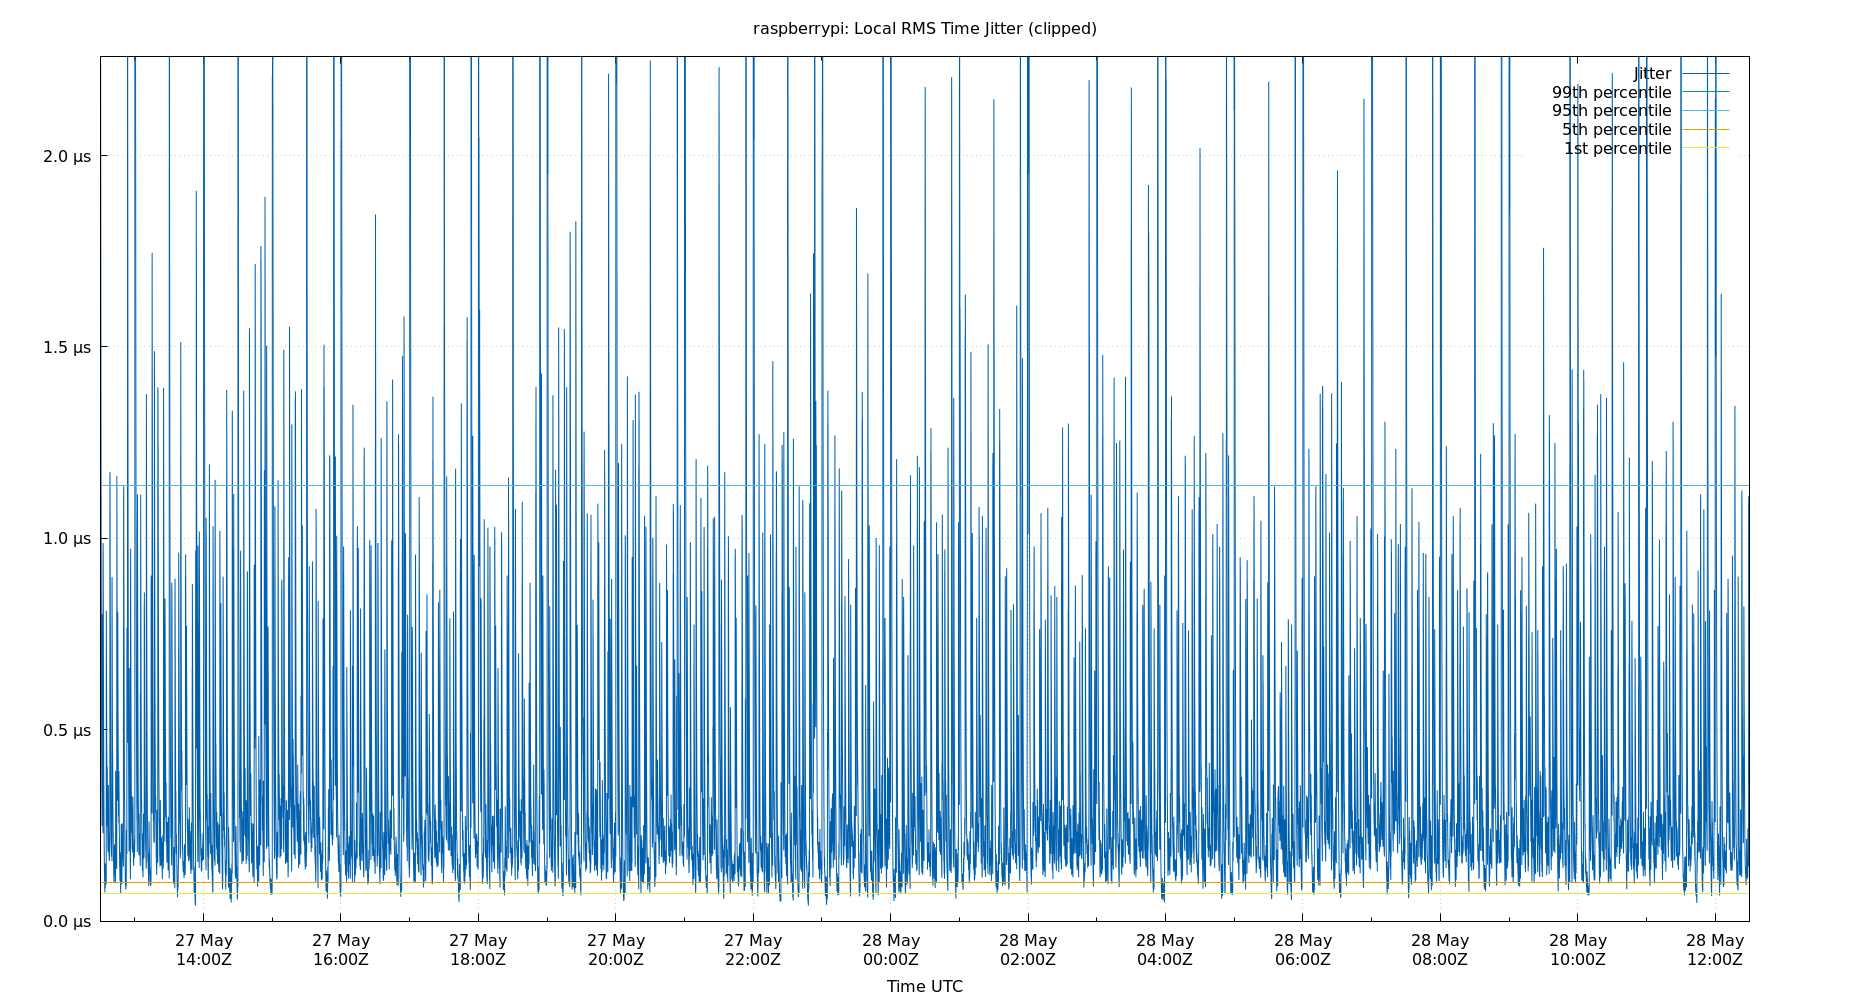 raspberrypi: Local RMS Time Jitter (clipped)
Jitter
99th percentile
95th percentile
5th percentile
1st percentile
2.0 µs
1.5 µs
1.0 µs
0.5 µs
0.0 µs
27 May 27 May 27 May 27 May 27 May 28 May 28 May 28 May 28 May 28 May 28 May 28 May
14:00Z 16:00Z 18:00Z 20:00Z 22:00Z 00:00Z 02:00Z 04:00Z 06:00Z 08:00Z 10:00Z 12:00Z
Time UTC